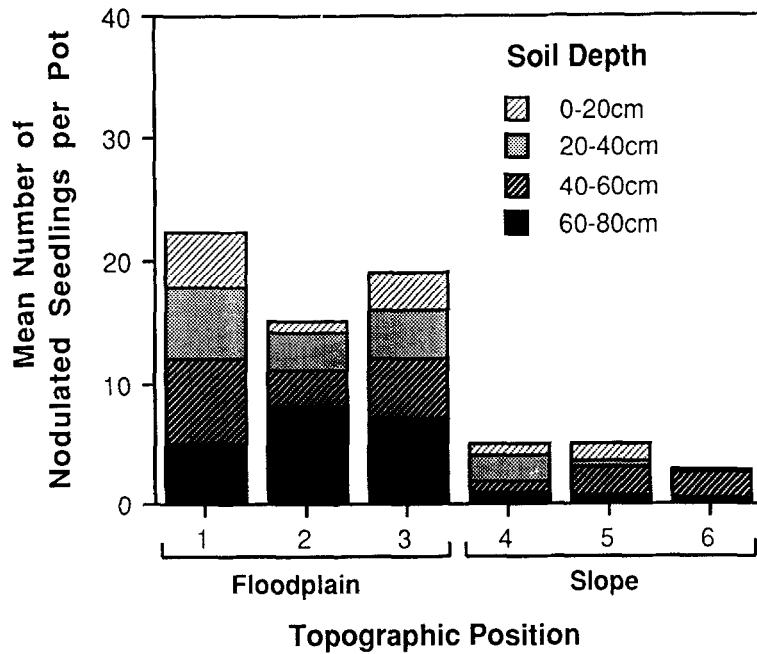 Mean Number of
Nodulated Seedlings per Pot
40
30
20
10
0
Soil Depth
0-20cm
20-40cm
40-60cm
60-80cm
1 2 3 4 5 6
Floodplain Slope
Topographic Position